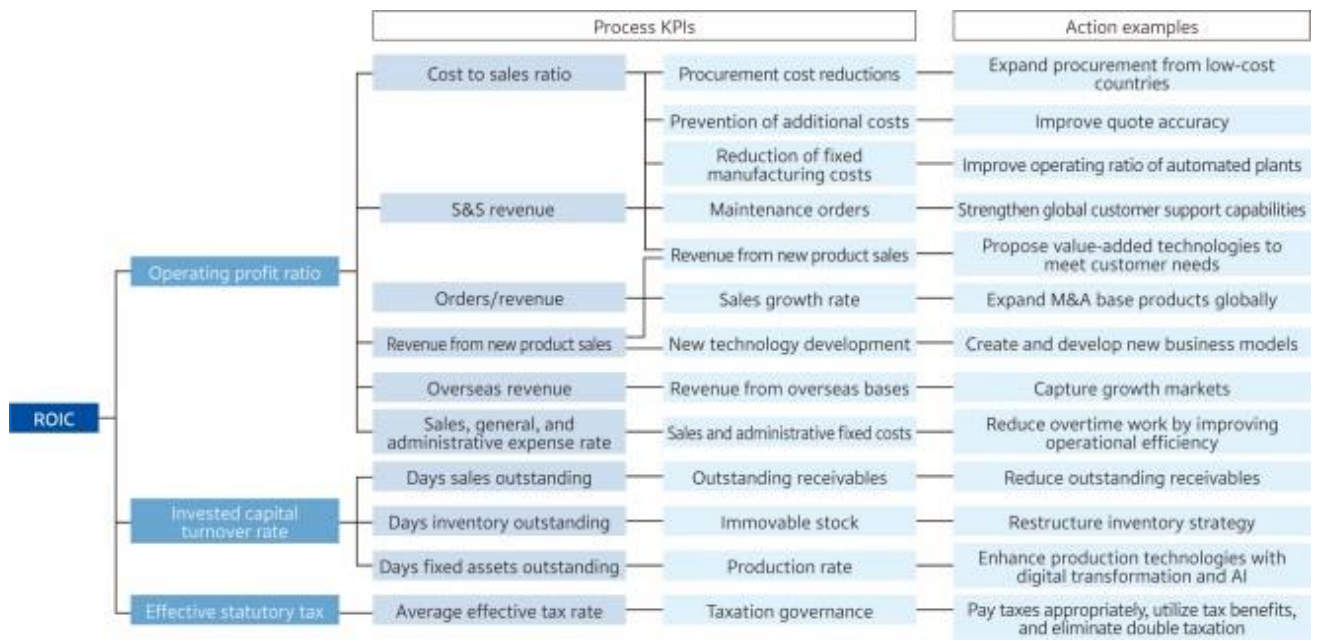 Process KPIs
Action examples
Cost to sales ratio
Procurement cost reductions
Expand procurement from low-cost
countries
Prevention of additional costs
Improve quote accuracy
Reduction of fixed
manufacturing costs
Improve operating ratio of automated plants
S&S revenue
Maintenance orders
Strengthen global customer support capabilities
Operating profit ratio
Revenue from new product sales
Propose value-added technologies to
meet customer needs
Orders/revenue
Sales growth rate
Expand M&A base products globally
Revenue from new product sales
New technology development
Create and develop new business models
Overseas revenue
Revenue from overseas bases
Capture growth markets
ROIC
Sales, general, and
administrative expense rate
Sales and administrative fixed costs
Reduce overtime work by improving
operational efficiency
Days sales outstanding
Outstanding receivables
Reduce outstanding receivables
Invested capital
turnover rate
Days inventory outstanding
Immovable stock
Restructure inventory strategy
Days fixed assets outstanding
Production rate
Enhance production technologies with
digital transformation and AI
Effective statutory tax
Average effective tax rate
Taxation governance
Pay taxes appropriately, utilize tax benefits,
and eliminate double taxation